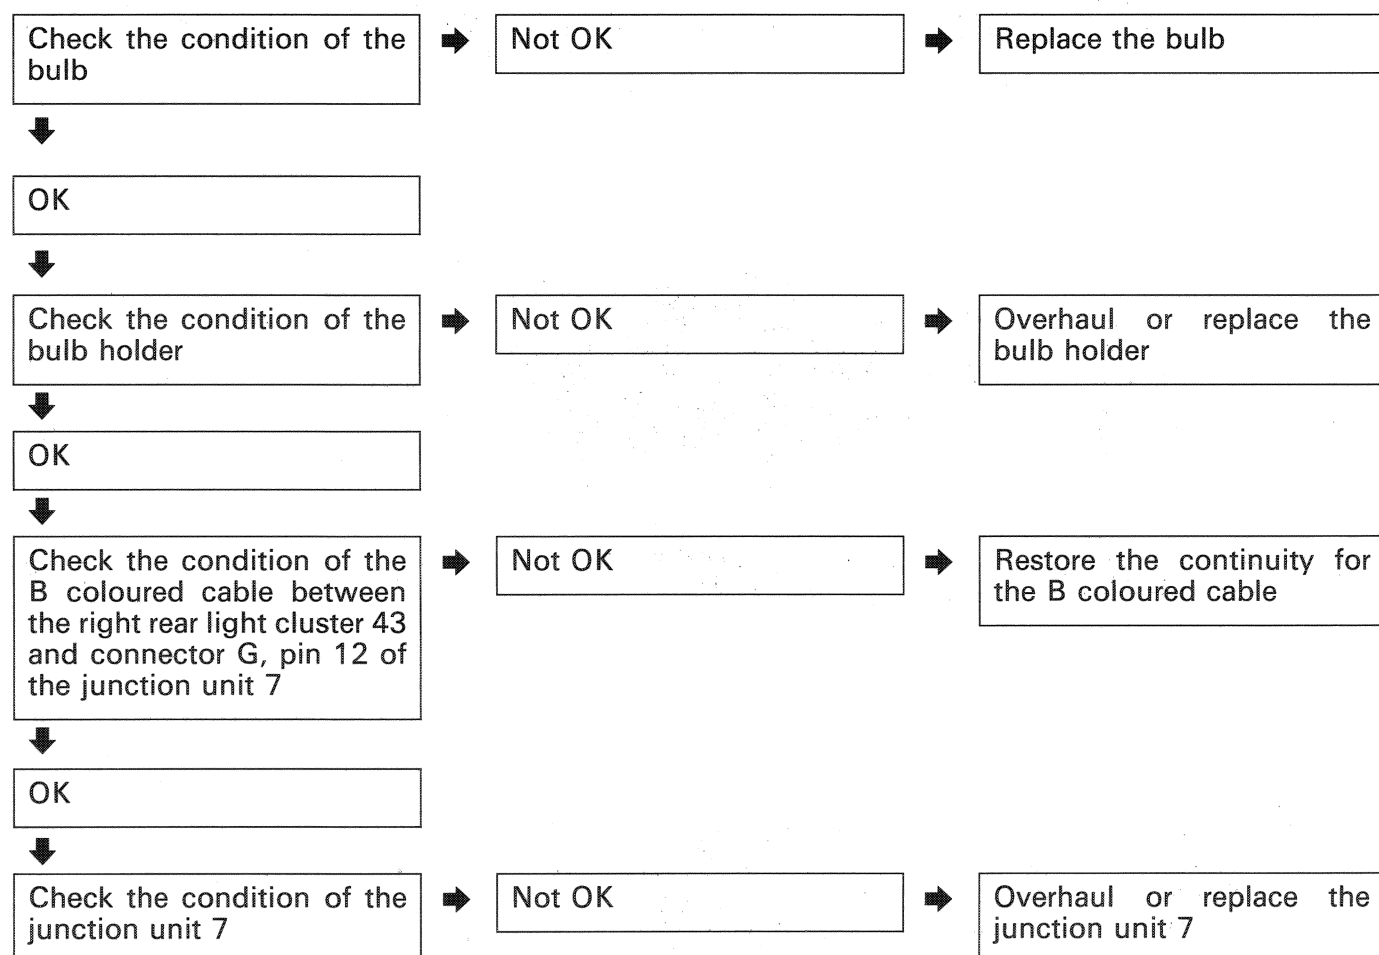 Check the condition of the
bulb
Not OK
Replace the bulb
OK
Check the condition of the
bulb holder
Not OK
Overhaul or replace the
bulb holder
OK
Check the condition of the
B coloured cable between
the right rear light cluster 43
and connector G, pin 12 of
the junction unit 7
Not OK
Restore the continuity for
the B coloured cable
OK
Check the condition of the
junction unit 7
Not OK
Overhaul or replace the
junction unit 7